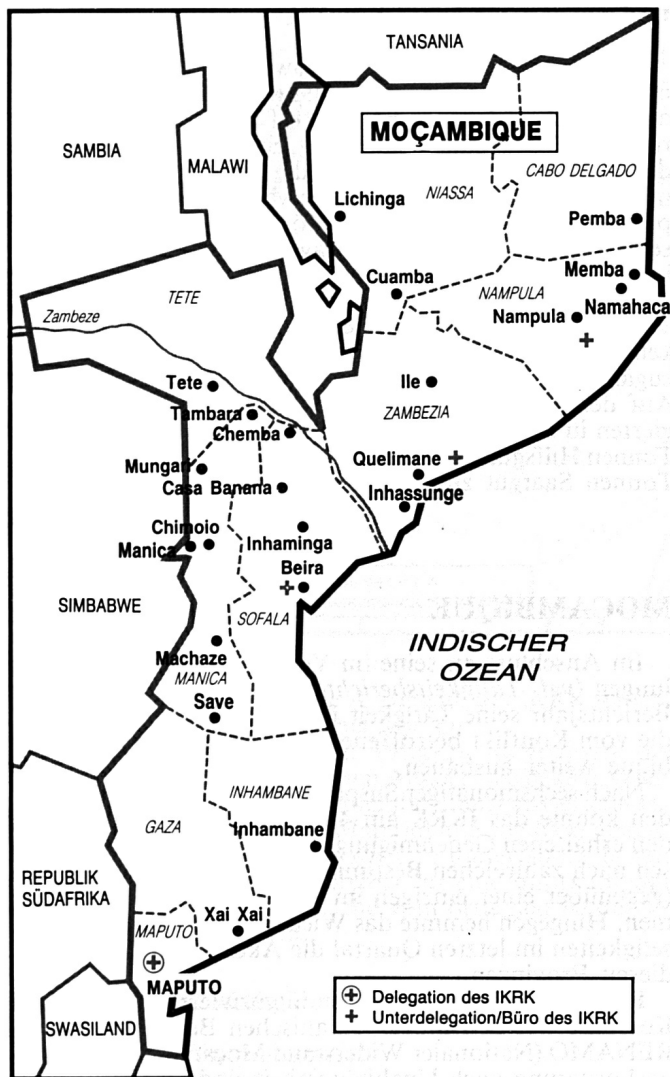 TANSANIA
MOÇAMBIQUE
SAMBIA
MALAWI
CABO DELGADO
NIASSA
Lichinga
Pemba
Memba
Cuamba
NAMPULA
Namahaca
TETE
Zambeze
Nampula
Tete
Ile
Tambara
ZAMBEZIA
Chemba
Mungari
Quelimane
Casa Banana
Inhassunge
Chimoio
Manica
Inhaminga
Beira
SIMBABWE
SOFALA
INDISCHER
OZEAN
Machaze
MANICA
Save
INHAMBANE
GAZA
Inhambane
REPUBLIK
SÜDAFRIKA
Xai Xai
MAPUTO
MAPUTO
SWASILAND
Delegation des IKRK
Unterdelegation/Büro des IKRK